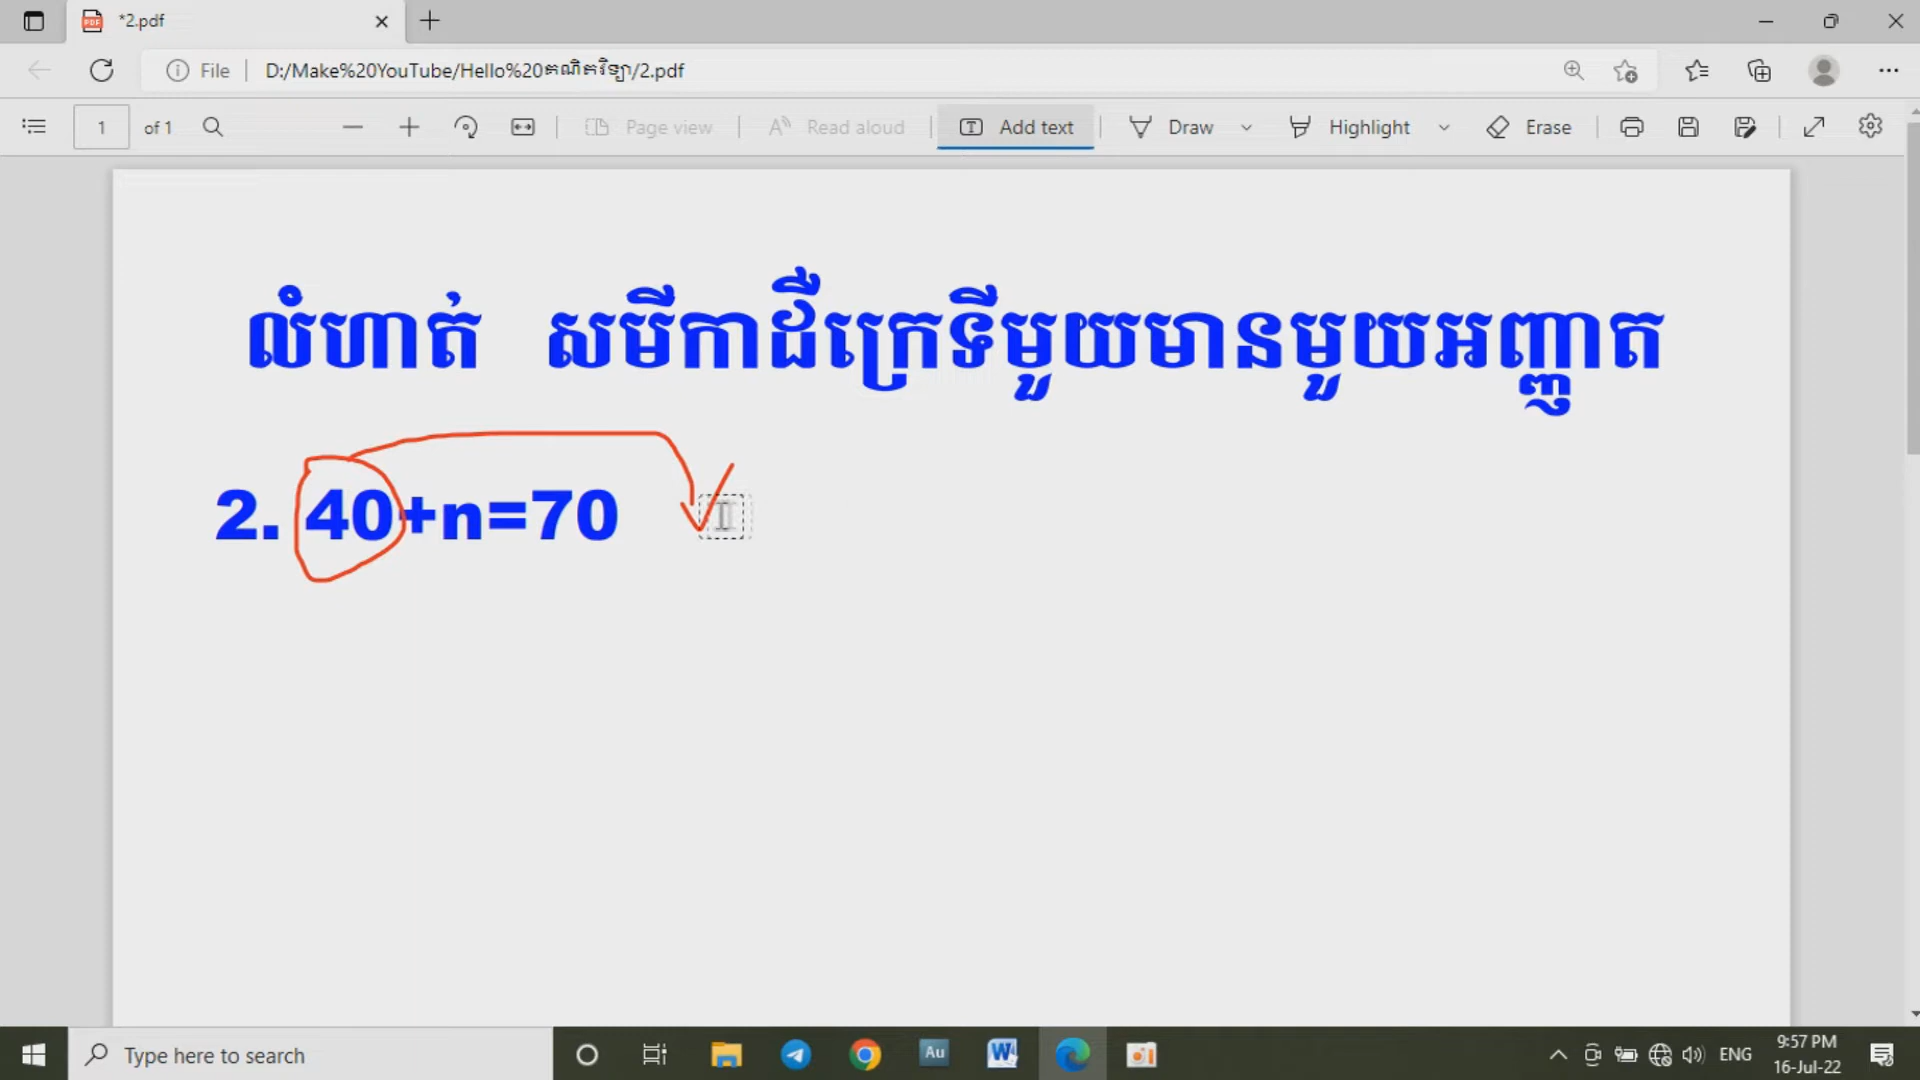 *2.pdf
File D:/Make%20YouTube/Hello%20គណិតវិទ្យា/2.pdf
1 of 1 Page view Read aloud Add text Draw Highlight Erase
លំហាត់ សមីការដឺក្រេទីមួយមានមួយអញ្ញាត
2. 40+n=70
Type here to search
Au
ENG
9:57 PM
16-Jul-22